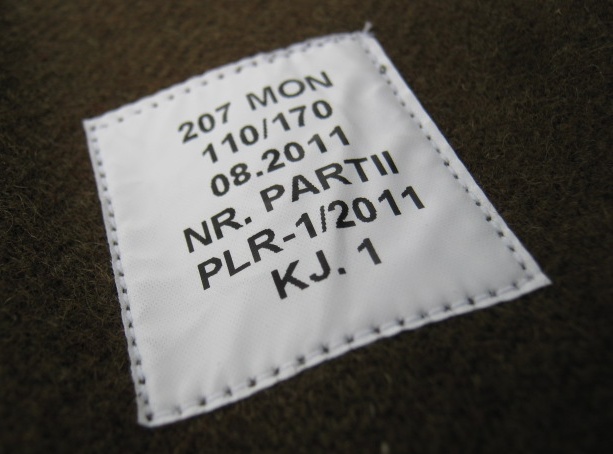 207 MON
110/170
08.2011
NR. PARTII
PLR-1/2011
KJ. 1